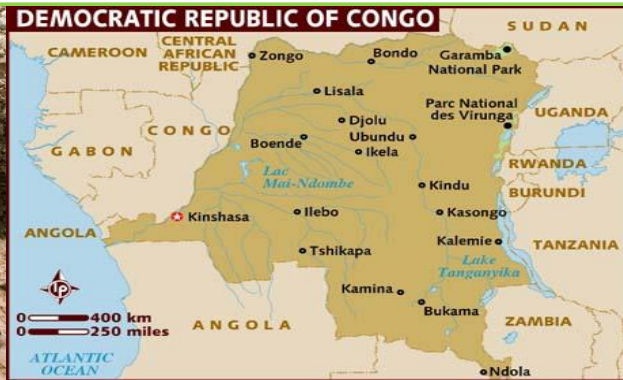 DEMOCRATIC REPUBLIC OF CONGO
SUDAN
CAMEROON
CENTRAL
AFRICAN
REPUBLIC
Zongo
Bondo
Garamba
National Park
Lisala
Parc National
des Virunga
UGANDA
CONGO
Djolu
Boende
Ubundu
Ikela
GABON
RWANDA
Lac
Mai-Ndombe
Kindu
BURUNDI
Kinshasa
Ilebo
Kasongo
ANGOLA
Tshikapa
Kalemie
TANZANIA
Lake
Tanganyika
Kamina
Bukama
0 400 km
0 250 miles
ANGOLA
ZAMBIA
ATLANTIC
OCEAN
Ndola